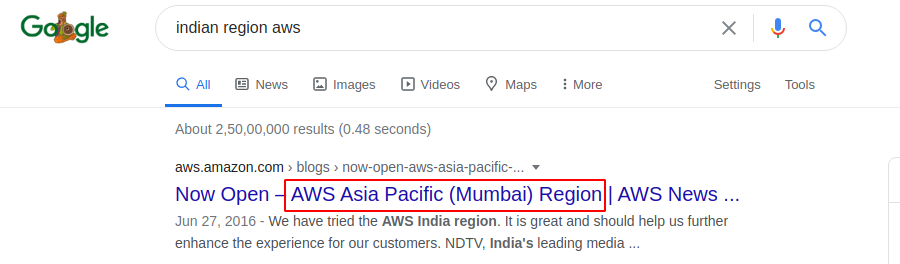 Google
indian region aws
All News Images Videos Maps More Settings Tools
About 2,50,00,000 results (0.48 seconds)
aws.amazon.com › blogs › now-open-aws-asia-pacific-...
Now Open – AWS Asia Pacific (Mumbai) Region | AWS News ...
Jun 27, 2016 - We have tried the AWS India region. It is great and should help us further
enhance the experience for our customers. NDTV, India's leading media ...